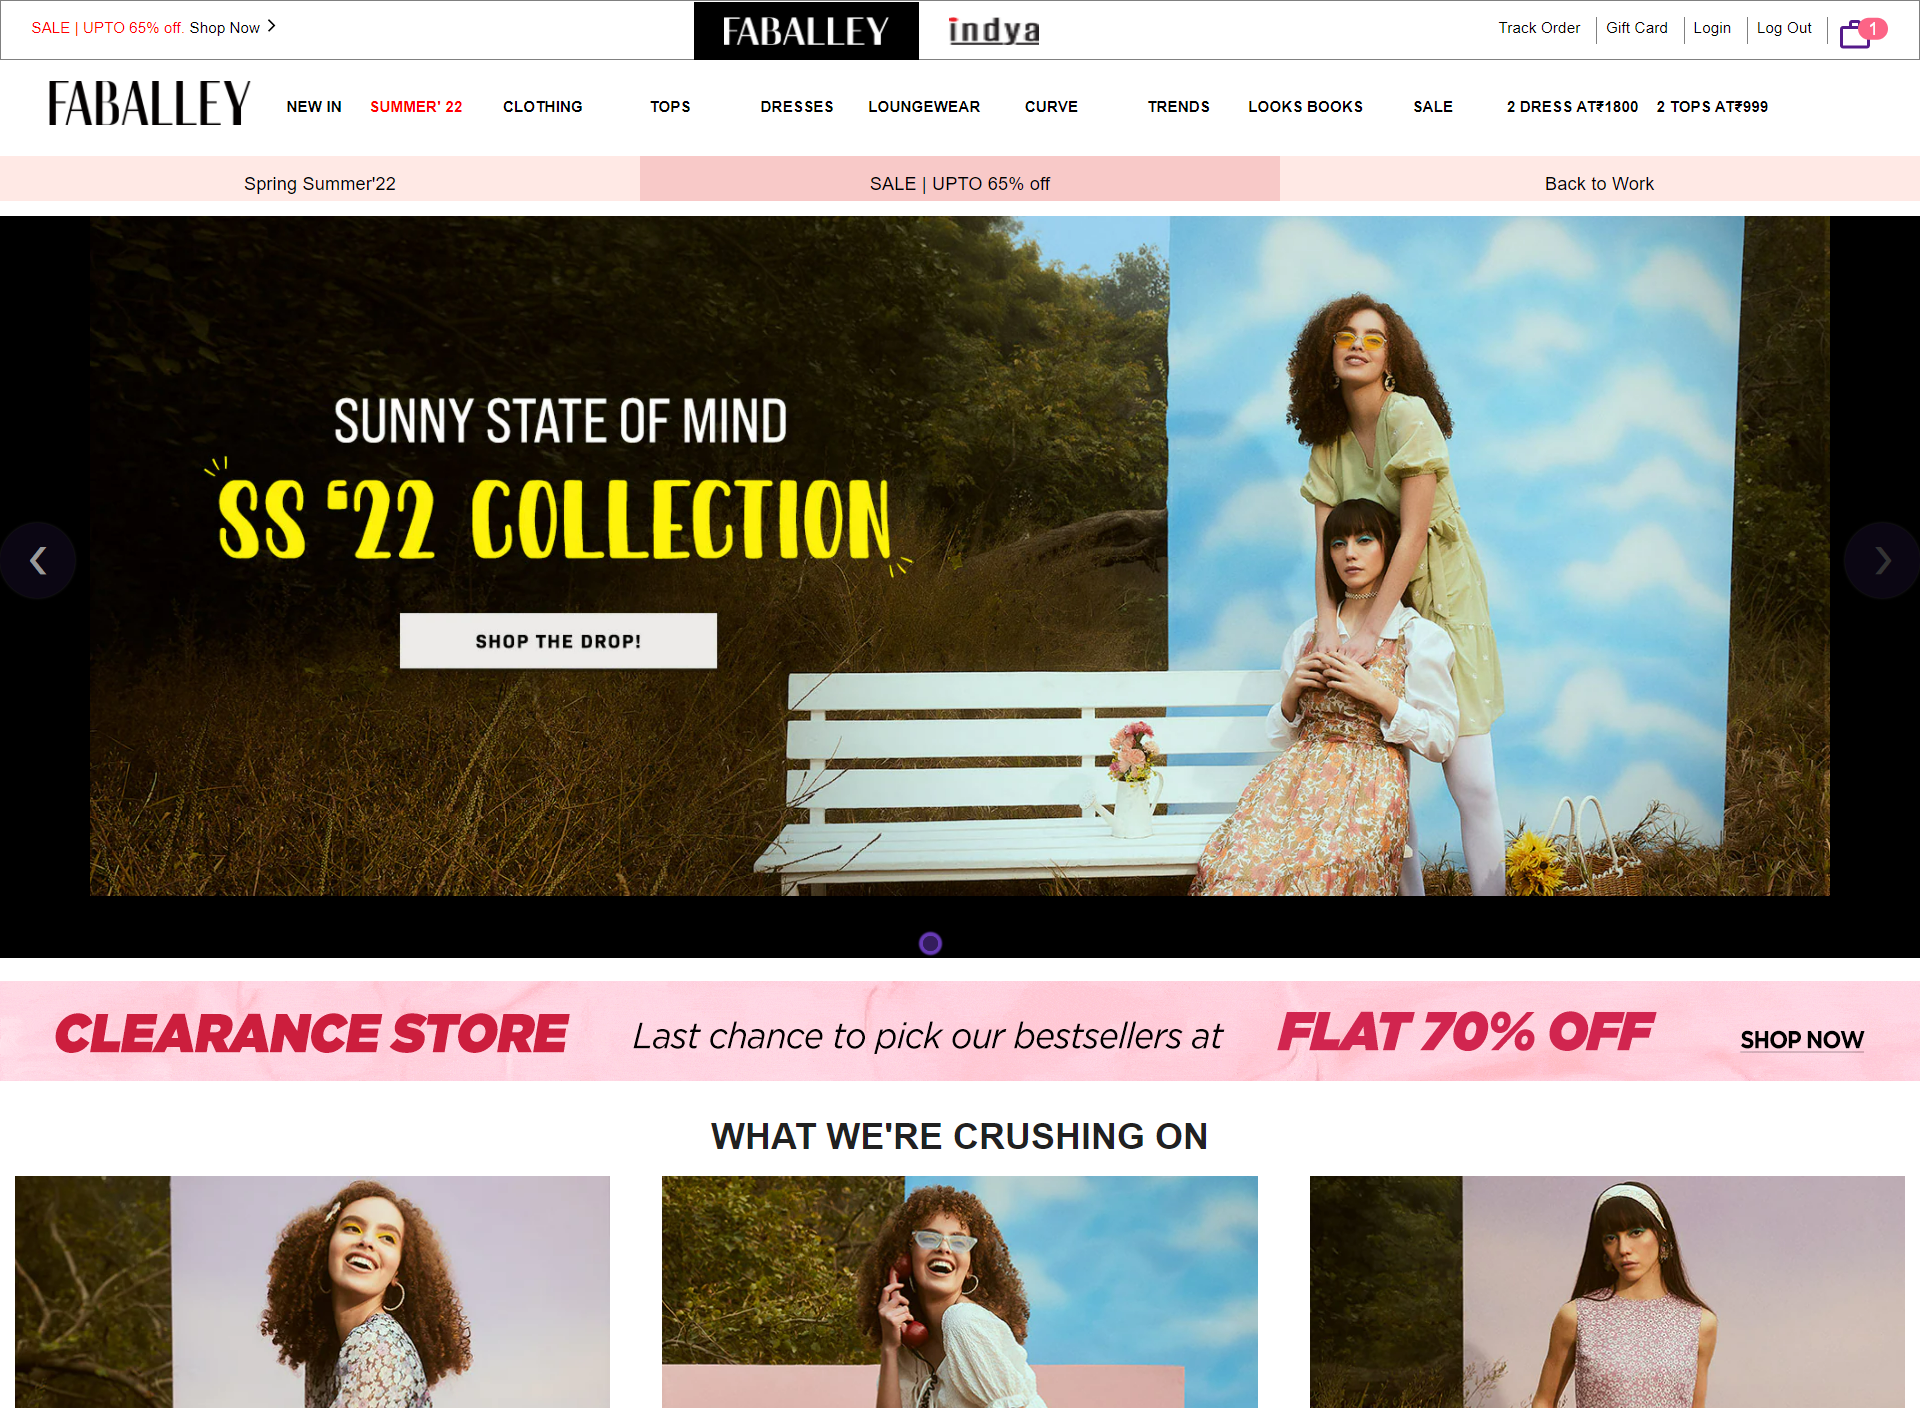 SALE | UPTO 65% off. Shop Now
FABALLEY
indya
Track Order
Gift Card
Login
Log Out
1
FABALLEY
NEW IN
SUMMER' 22
CLOTHING
TOPS
DRESSES
LOUNGEWEAR
CURVE
TRENDS
LOOKS BOOKS
SALE
2 DRESS AT₹1800
2 TOPS AT₹999
Spring Summer'22
SALE | UPTO 65% off
Back to Work
SUNNY STATE OF MIND
SS ‘22 COLLECTION
SHOP THE DROP!
CLEARANCE STORE
Last chance to pick our bestsellers at
FLAT 70% OFF
SHOP NOW
WHAT WE'RE CRUSHING ON